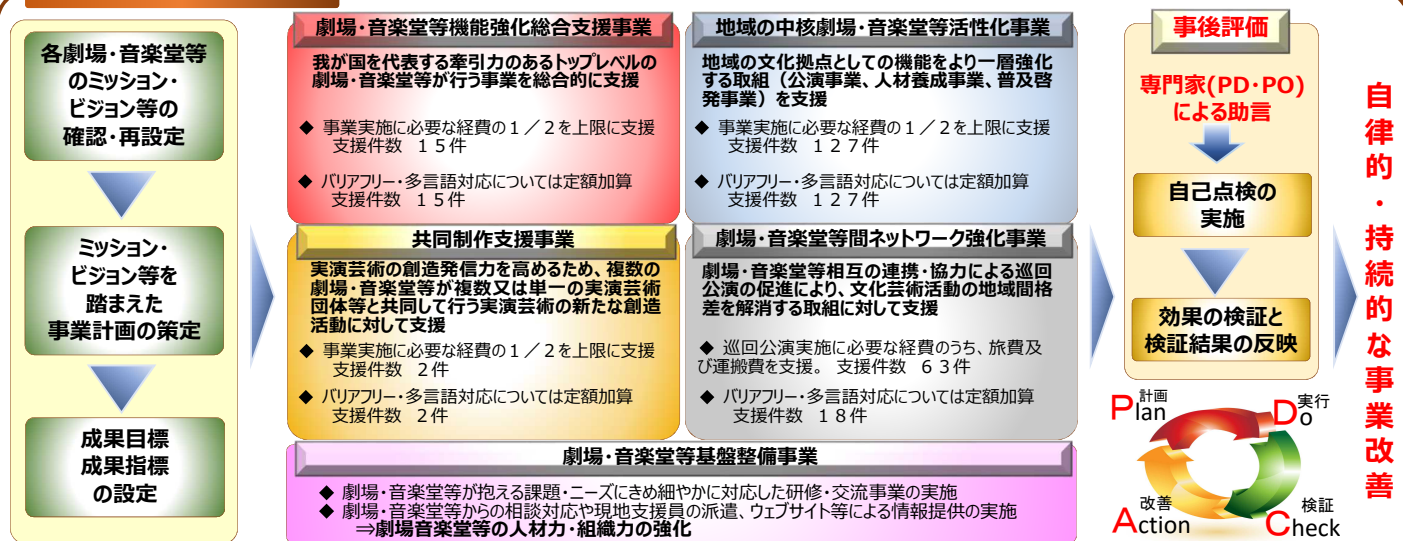 各劇場・音楽堂等
のミッション・
ビジョン等の
確認・再設定
ミッション・
ビジョン等を
踏まえた
事業計画の策定
成果目標
成果指標
の設定
劇場・音楽堂等機能強化総合支援事業
我が国を代表する牽引力のあるトップレベルの
劇場・音楽堂等が行う事業を総合的に支援
◆ 事業実施に必要な経費の１／２を上限に支援
支援件数 １５件
◆ バリアフリー・多言語対応については定額加算
支援件数 １５件
地域の中核劇場・音楽堂等活性化事業
地域の文化拠点としての機能をより一層強化
する取組（公演事業、人材養成事業、普及啓
発事業）を支援
◆ 事業実施に必要な経費の１／２を上限に支援
支援件数 １２７件
◆ バリアフリー・多言語対応については定額加算
支援件数 １２７件
共同制作支援事業
実演芸術の創造発信力を高めるため、複数の
劇場・音楽堂等が複数又は単一の実演芸術
団体等と共同して行う実演芸術の新たな創造
活動に対して支援
◆ 事業実施に必要な経費の１／２を上限に支援
支援件数 ２件
◆ バリアフリー・多言語対応については定額加算
支援件数 ２件
劇場・音楽堂等間ネットワーク強化事業
劇場・音楽堂等相互の連携・協力による巡回
公演の促進により、文化芸術活動の地域間格
差を解消する取組に対して支援
◆ 巡回公演実施に必要な経費のうち、旅費及
び運搬費を支援。 支援件数 ６３件
◆ バリアフリー・多言語対応については定額加算
支援件数 １８件
劇場・音楽堂等基盤整備事業
◆ 劇場・音楽堂等が抱える課題・ニーズにきめ細やかに対応した研修・交流事業の実施
◆ 劇場・音楽堂等からの相談対応や現地支援員の派遣、ウェブサイト等による情報提供の実施
⇒劇場音楽堂等の人材力・組織力の強化
事後評価
専門家(PD・PO)
による助言
自己点検の
実施
効果の検証と
検証結果の反映
計画
Plan
実行
Do
改善
Action
検証
Check
自律的・持続的な事業改善